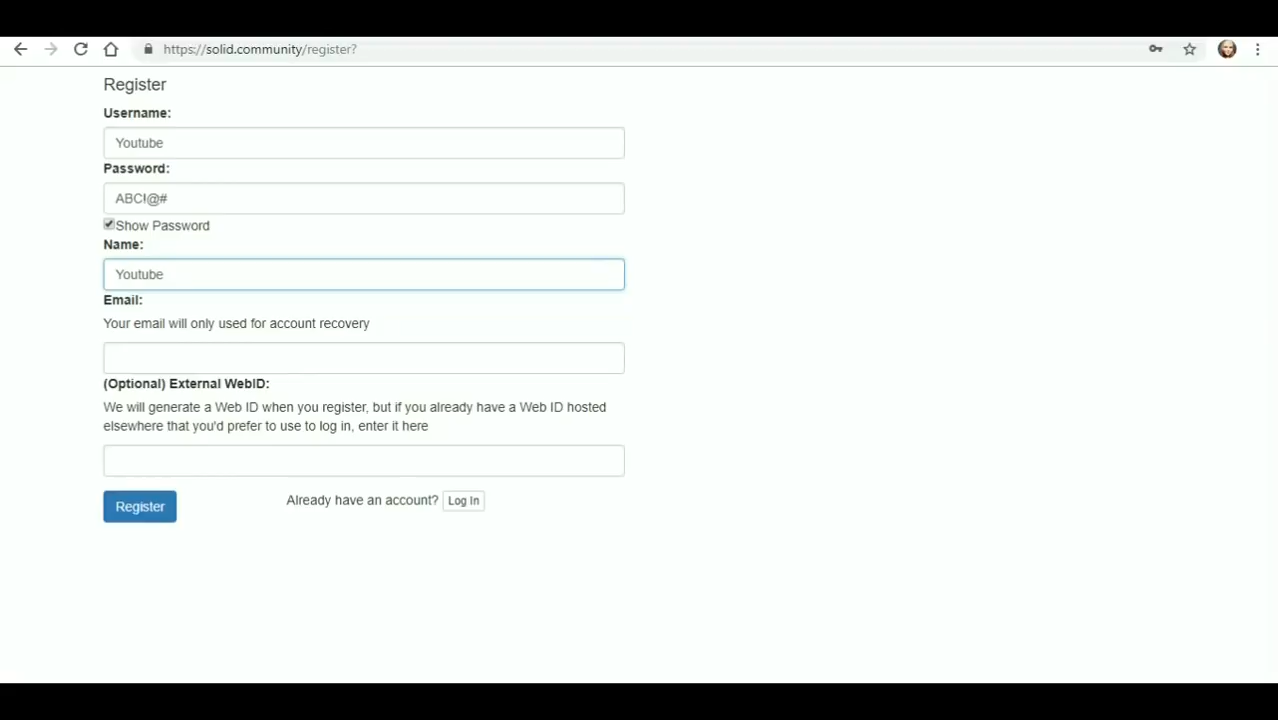 https://solid.community/register?
Register
Username:
Youtube
Password:
ABC!@#
Show Password
Name:
Youtube
Email:
Your email will only used for account recovery
(Optional) External WebID:
We will generate a Web ID when you register, but if you already have a Web ID hosted
elsewhere that you'd prefer to use to log in, enter it here
Register
Already have an account? Log In